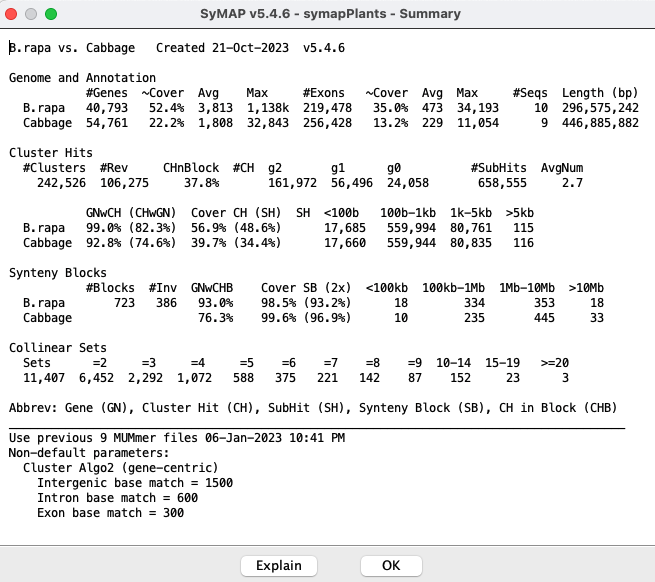 SyMAP v5.4.6 - symapPlants - Summary
B.rapa vs. Cabbage   Created 21-Oct-2023  v5.4.6
Genome and Annotation
           #Genes  ~Cover  Avg    Max     #Exons  ~Cover  Avg  Max     #Seqs  Length (bp)
  B.rapa   40,793  52.4%  3,813  1,138k  219,478  35.0%  473  34,193     10  296,575,242
  Cabbage  54,761  22.2%  1,808  32,843  256,428  13.2%  229  11,054      9  446,885,882
Cluster Hits
  #Clusters  #Rev     CHnBlock  #CH  g2       g1      g0          #SubHits  AvgNum
    242,526  106,275     37.8%       161,972  56,496  24,058       658,555     2.7
           GNwCH (CHwGN)  Cover CH (SH)  SH  <100b   100b-1kb  1k-5kb  >5kb
  B.rapa   99.0% (82.3%)  56.9% (48.6%)      17,685  559,994  80,761   115
  Cabbage  92.8% (74.6%)  39.7% (34.4%)      17,660  559,944  80,835   116
Synteny Blocks
           #Blocks  #Inv  GNwCHB    Cover SB (2x)  <100kb  100kb-1Mb  1Mb-10Mb  >10Mb
  B.rapa       723   386   93.0%    98.5% (93.2%)      18        334       353     18
  Cabbage                  76.3%    99.6% (96.9%)      10        235       445     33
Collinear Sets
  Sets      =2     =3     =4     =5   =6   =7    =8    =9  10-14  15-19   >=20
  11,407  6,452  2,292  1,072   588   375   221   142    87    152     23      3
Abbrev: Gene (GN), Cluster Hit (CH), SubHit (SH), Synteny Block (SB), CH in Block (CHB)
Use previous 9 MUMmer files 06-Jan-2023 10:41 PM
Non-default parameters:
  Cluster Algo2 (gene-centric)
    Intergenic base match = 1500
    Intron base match = 600
    Exon base match = 300
Explain   OK